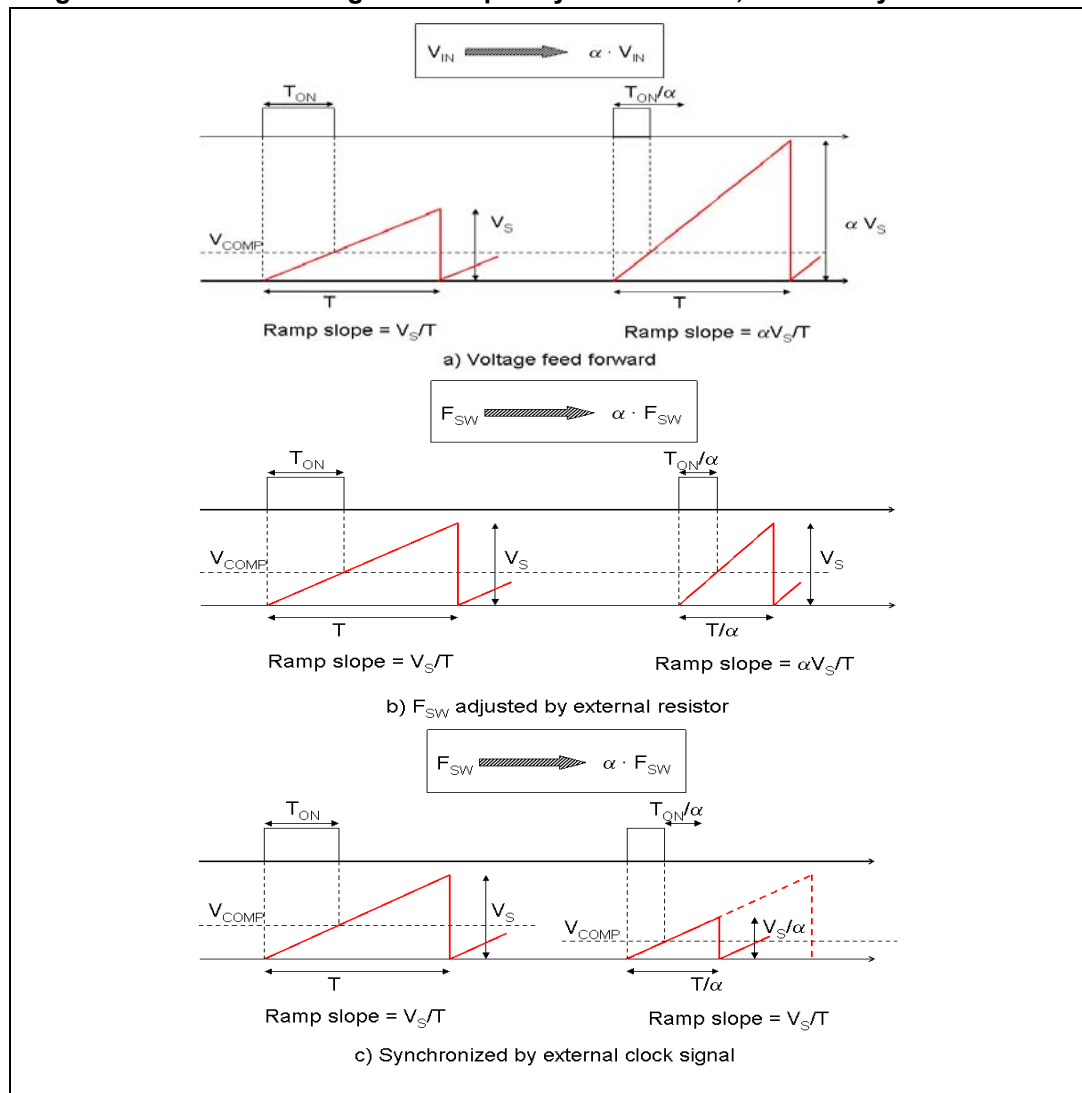 V_IN α · V_IN
T_ON T_ON/α
V_COMP V_S α V_S
T T
Ramp slope = V_S/T Ramp slope = αV_S/T
a) Voltage feed forward
F_SW α · F_SW
T_ON T_ON/α
V_COMP V_S V_S
T T/α
Ramp slope = V_S/T Ramp slope = αV_S/T
b) F_SW adjusted by external resistor
F_SW α · F_SW
T_ON T_ON/α
V_COMP V_S V_COMP V_S/α
T T/α
Ramp slope = V_S/T Ramp slope = V_S/T
c) Synchronized by external clock signal